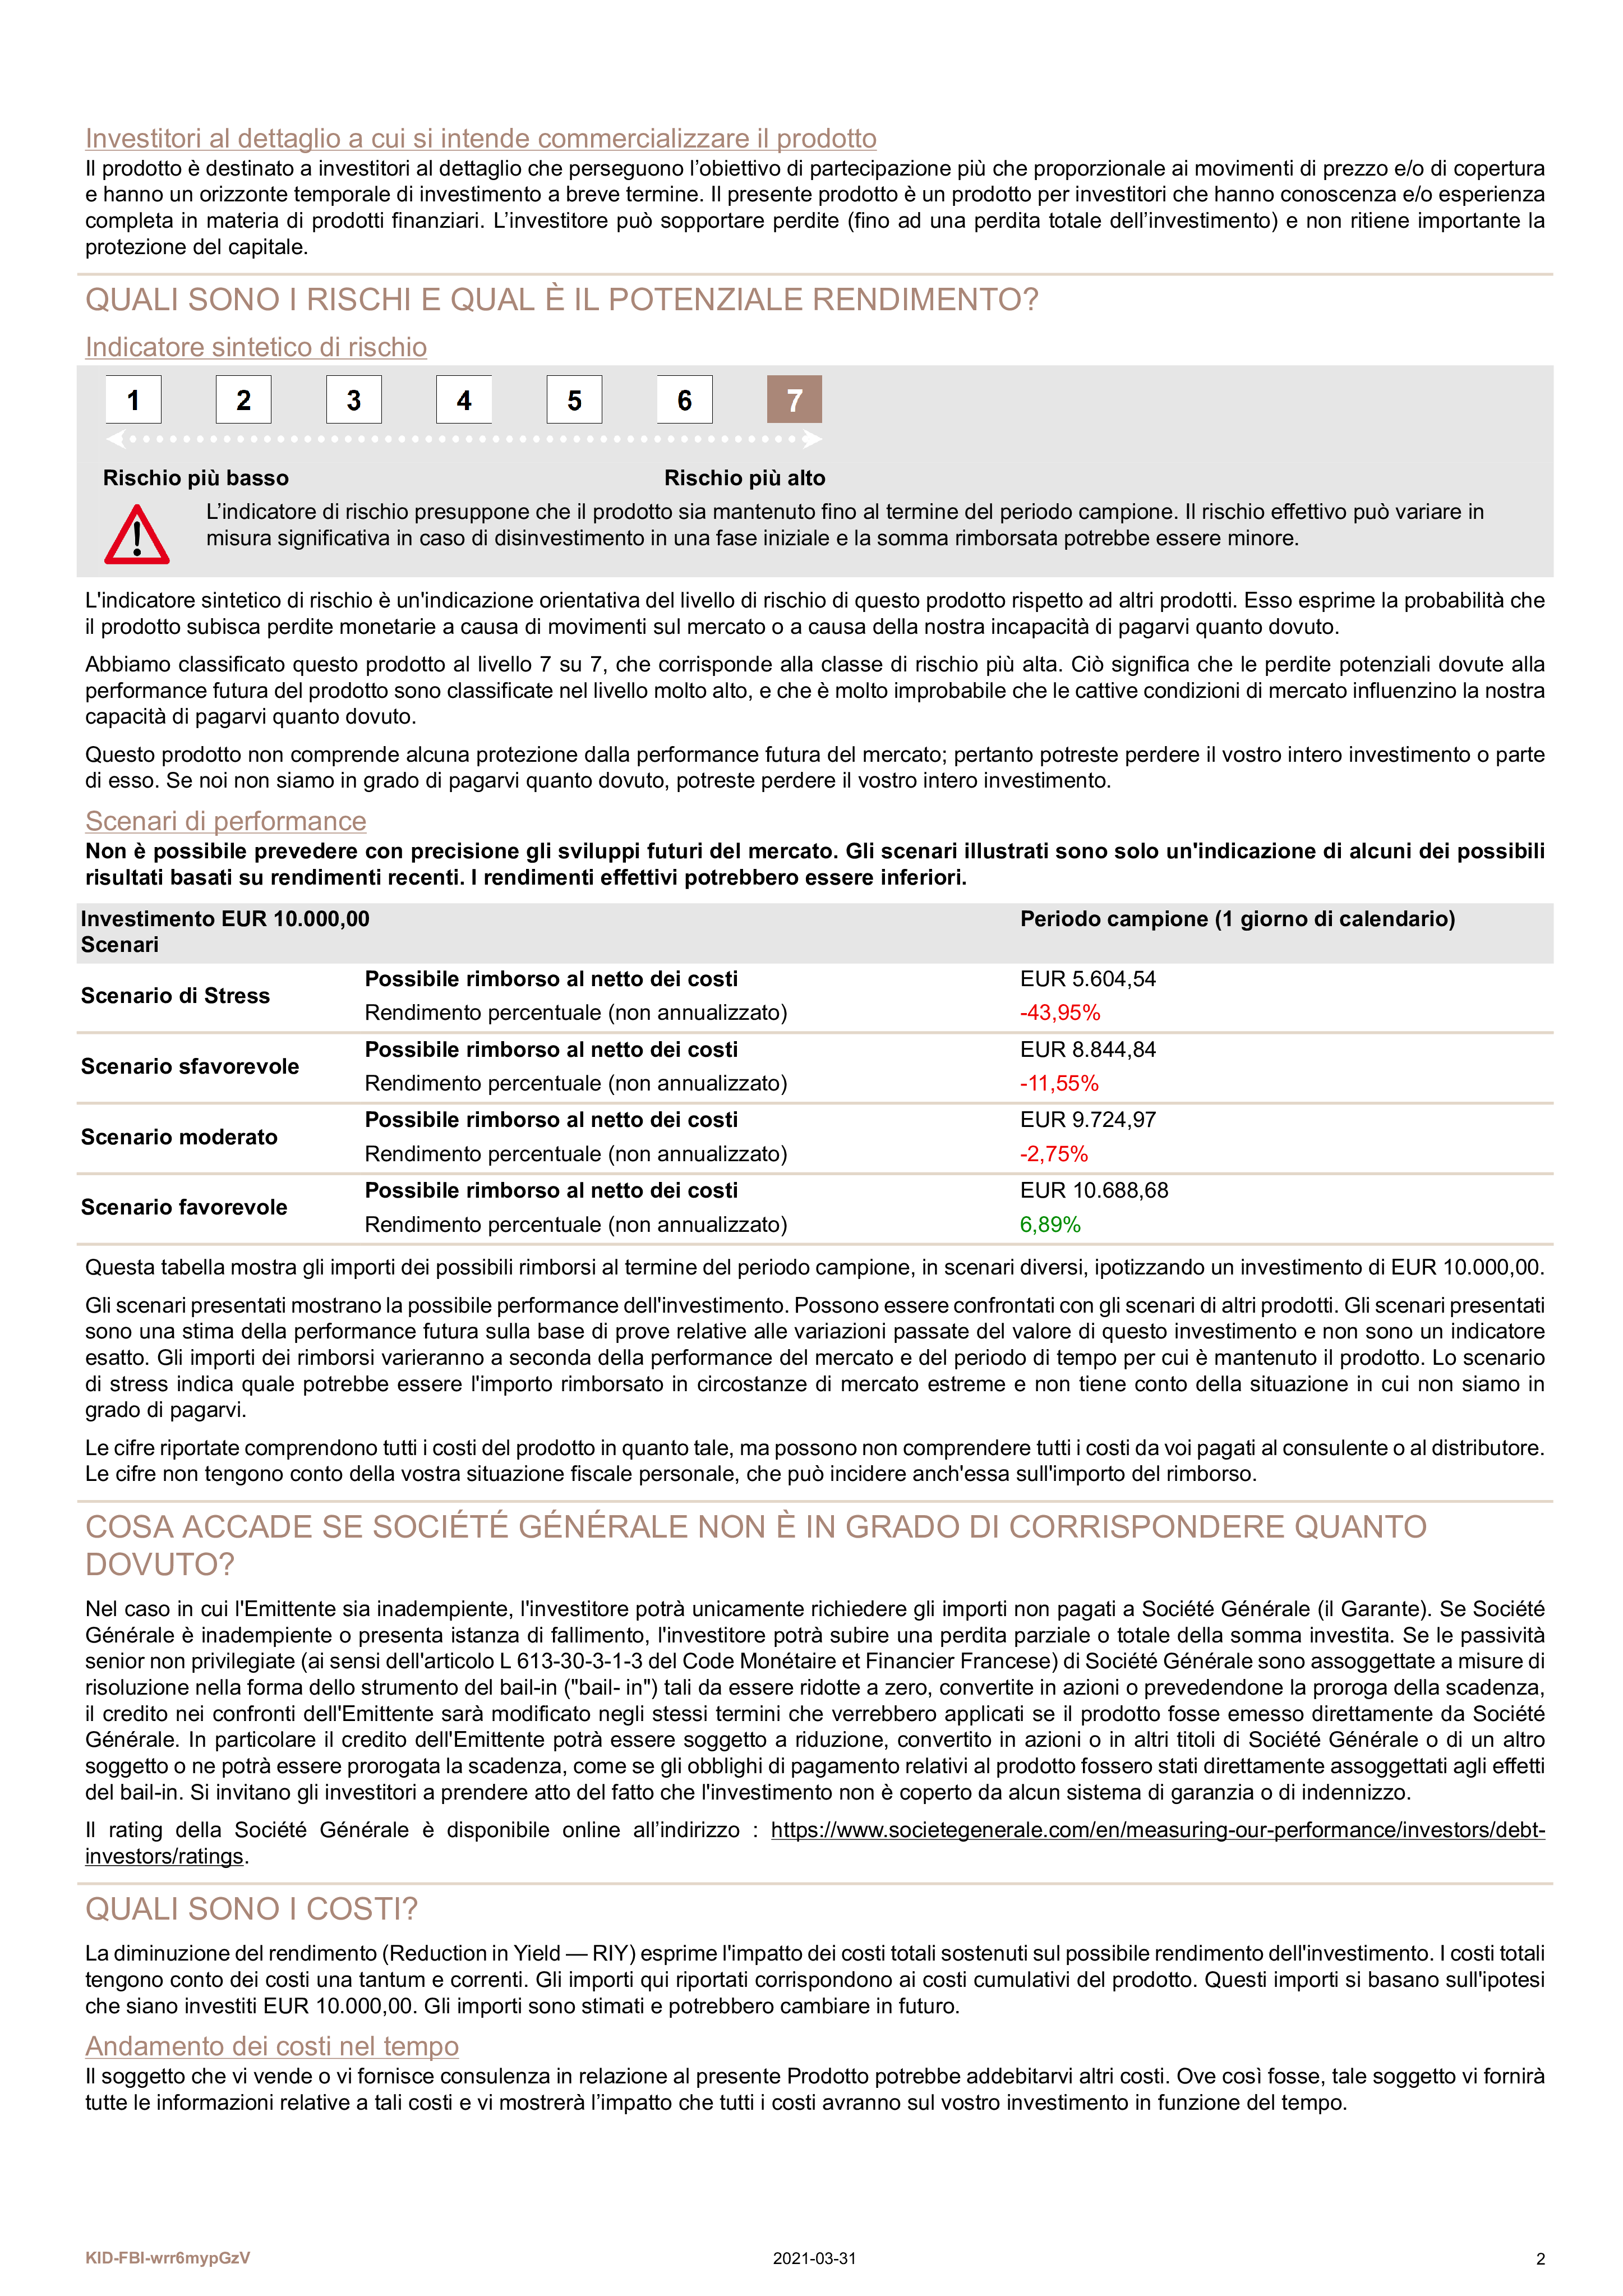 Investitori al dettaglio a cui si intende commercializzare il prodotto
Il prodotto è destinato a investitori al dettaglio che perseguono l’obiettivo di partecipazione più che proporzionale ai movimenti di prezzo e/o di copertura
e hanno un orizzonte temporale di investimento a breve termine. Il presente prodotto è un prodotto per investitori che hanno conoscenza e/o esperienza
completa in materia di prodotti finanziari. L’investitore può sopportare perdite (fino ad una perdita totale dell’investimento) e non ritiene importante la
protezione del capitale.
QUALI SONO I RISCHI E QUAL È IL POTENZIALE RENDIMENTO?
Indicatore sintetico di rischio
1 2 3 4 5 6 7
Rischio più basso Rischio più alto
L’indicatore di rischio presuppone che il prodotto sia mantenuto fino al termine del periodo campione. Il rischio effettivo può variare in
misura significativa in caso di disinvestimento in una fase iniziale e la somma rimborsata potrebbe essere minore.
L'indicatore sintetico di rischio è un'indicazione orientativa del livello di rischio di questo prodotto rispetto ad altri prodotti. Esso esprime la probabilità che
il prodotto subisca perdite monetarie a causa di movimenti sul mercato o a causa della nostra incapacità di pagarvi quanto dovuto.
Abbiamo classificato questo prodotto al livello 7 su 7, che corrisponde alla classe di rischio più alta. Ciò significa che le perdite potenziali dovute alla
performance futura del prodotto sono classificate nel livello molto alto, e che è molto improbabile che le cattive condizioni di mercato influenzino la nostra
capacità di pagarvi quanto dovuto.
Questo prodotto non comprende alcuna protezione dalla performance futura del mercato; pertanto potreste perdere il vostro intero investimento o parte
di esso. Se noi non siamo in grado di pagarvi quanto dovuto, potreste perdere il vostro intero investimento.
Scenari di performance
Non è possibile prevedere con precisione gli sviluppi futuri del mercato. Gli scenari illustrati sono solo un'indicazione di alcuni dei possibili
risultati basati su rendimenti recenti. I rendimenti effettivi potrebbero essere inferiori.
Investimento EUR 10.000,00 Periodo campione (1 giorno di calendario)
Scenari
Scenario di Stress
Possibile rimborso al netto dei costi EUR 5.604,54
Rendimento percentuale (non annualizzato) -43,95%
Scenario sfavorevole
Possibile rimborso al netto dei costi EUR 8.844,84
Rendimento percentuale (non annualizzato) -11,55%
Scenario moderato
Possibile rimborso al netto dei costi EUR 9.724,97
Rendimento percentuale (non annualizzato) -2,75%
Scenario favorevole
Possibile rimborso al netto dei costi EUR 10.688,68
Rendimento percentuale (non annualizzato) 6,89%
Questa tabella mostra gli importi dei possibili rimborsi al termine del periodo campione, in scenari diversi, ipotizzando un investimento di EUR 10.000,00.
Gli scenari presentati mostrano la possibile performance dell'investimento. Possono essere confrontati con gli scenari di altri prodotti. Gli scenari presentati
sono una stima della performance futura sulla base di prove relative alle variazioni passate del valore di questo investimento e non sono un indicatore
esatto. Gli importi dei rimborsi varieranno a seconda della performance del mercato e del periodo di tempo per cui è mantenuto il prodotto. Lo scenario
di stress indica quale potrebbe essere l'importo rimborsato in circostanze di mercato estreme e non tiene conto della situazione in cui non siamo in
grado di pagarvi.
Le cifre riportate comprendono tutti i costi del prodotto in quanto tale, ma possono non comprendere tutti i costi da voi pagati al consulente o al distributore.
Le cifre non tengono conto della vostra situazione fiscale personale, che può incidere anch'essa sull'importo del rimborso.
COSA ACCADE SE SOCIÉTÉ GÉNÉRALE NON È IN GRADO DI CORRISPONDERE QUANTO
DOVUTO?
Nel caso in cui l'Emittente sia inadempiente, l'investitore potrà unicamente richiedere gli importi non pagati a Société Générale (il Garante). Se Société
Générale è inadempiente o presenta istanza di fallimento, l'investitore potrà subire una perdita parziale o totale della somma investita. Se le passività
senior non privilegiate (ai sensi dell'articolo L 613-30-3-1-3 del Code Monétaire et Financier Francese) di Société Générale sono assoggettate a misure di
risoluzione nella forma dello strumento del bail-in ("bail- in") tali da essere ridotte a zero, convertite in azioni o prevedendone la proroga della scadenza,
il credito nei confronti dell'Emittente sarà modificato negli stessi termini che verrebbero applicati se il prodotto fosse emesso direttamente da Société
Générale. In particolare il credito dell'Emittente potrà essere soggetto a riduzione, convertito in azioni o in altri titoli di Société Générale o di un altro
soggetto o ne potrà essere prorogata la scadenza, come se gli obblighi di pagamento relativi al prodotto fossero stati direttamente assoggettati agli effetti
del bail-in. Si invitano gli investitori a prendere atto del fatto che l'investimento non è coperto da alcun sistema di garanzia o di indennizzo.
Il rating della Société Générale è disponibile online all’indirizzo : https://www.societegenerale.com/en/measuring-our-performance/investors/debt-
investors/ratings.
QUALI SONO I COSTI?
La diminuzione del rendimento (Reduction in Yield — RIY) esprime l'impatto dei costi totali sostenuti sul possibile rendimento dell'investimento. I costi totali
tengono conto dei costi una tantum e correnti. Gli importi qui riportati corrispondono ai costi cumulativi del prodotto. Questi importi si basano sull'ipotesi
che siano investiti EUR 10.000,00. Gli importi sono stimati e potrebbero cambiare in futuro.
Andamento dei costi nel tempo
Il soggetto che vi vende o vi fornisce consulenza in relazione al presente Prodotto potrebbe addebitarvi altri costi. Ove così fosse, tale soggetto vi fornirà
tutte le informazioni relative a tali costi e vi mostrerà l’impatto che tutti i costi avranno sul vostro investimento in funzione del tempo.
KID-FBI-wrr6mypGzV 2021-03-31 2